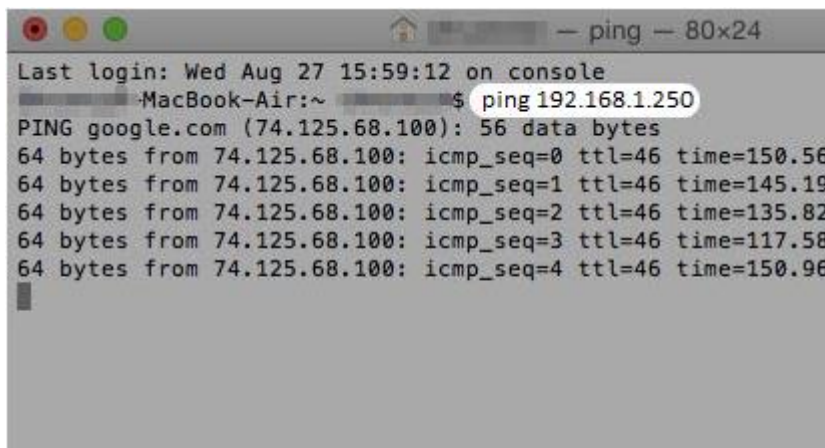 — ping — 80×24
Last login: Wed Aug 27 15:59:12 on console
-MacBook-Air:~ $ ping 192.168.1.250
PING google.com (74.125.68.100): 56 data bytes
64 bytes from 74.125.68.100: icmp_seq=0 ttl=46 time=150.56
64 bytes from 74.125.68.100: icmp_seq=1 ttl=46 time=145.19
64 bytes from 74.125.68.100: icmp_seq=2 ttl=46 time=135.82
64 bytes from 74.125.68.100: icmp_seq=3 ttl=46 time=117.58
64 bytes from 74.125.68.100: icmp_seq=4 ttl=46 time=150.96